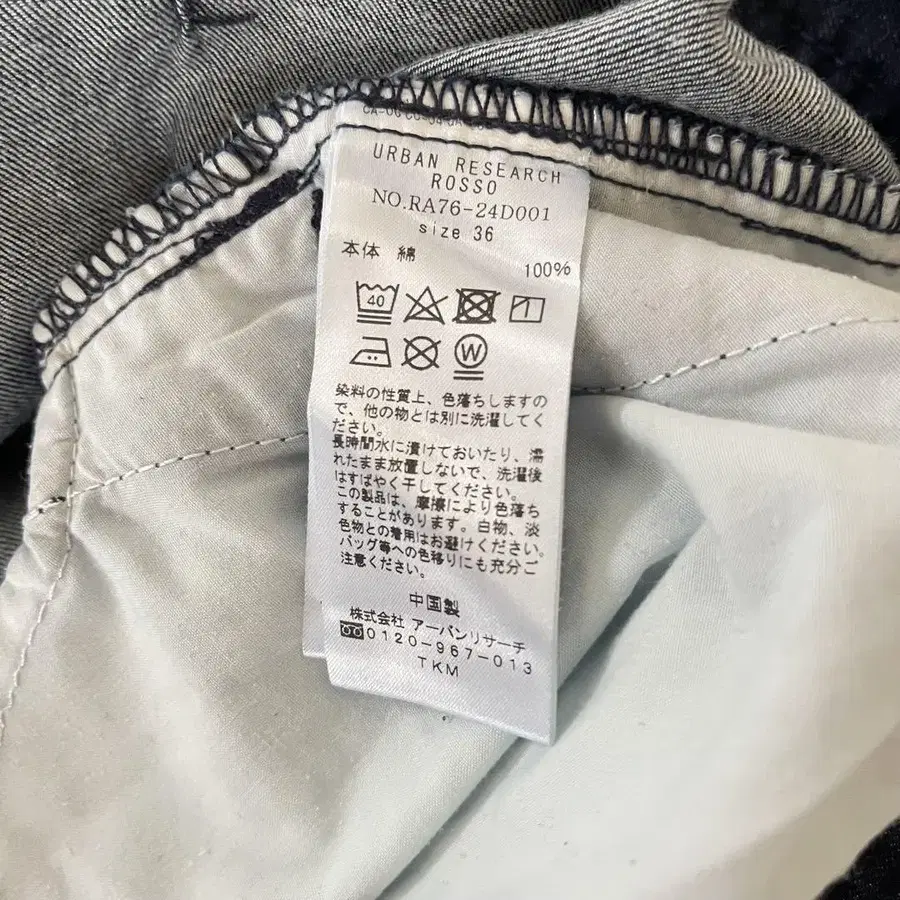 URBAN RESEARCH
ROSSO
NO.RA76-24D001
size 36
本体 綿
100%
40
1
W
染料の性質上、色落ちしますの
で、他の物とは別に洗濯してく
ださい。
長時間水に漬けておいたり、濡
れたまま放置しないで、洗濯後
はすばやく干してください。
この製品は、摩擦により色落ち
することがあります。白物、淡
色物との着用はお避けください。
バッグ等への色移りにも充分ご
注意ください。
中国製
株式会社 アーバンリサーチ
0120-967-013
TKM